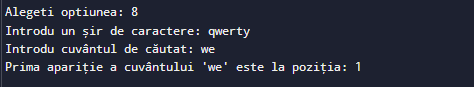 Alegeti optiunea: 8
Introdu un șir de caractere: qwerty
Introdu cuvântul de căutat: we
Prima apariție a cuvântului 'we' este la poziția: 1